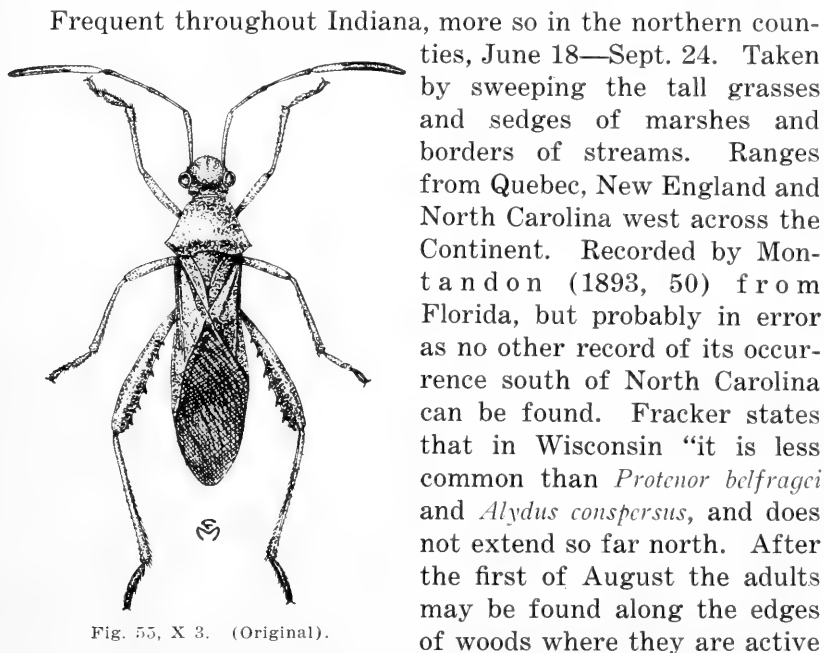 Frequent throughout Indiana, more so in the northern coun-
ties, June 18—Sept. 24. Taken
by sweeping the tall grasses
and sedges of marshes and
borders of streams. Ranges
from Quebec, New England and
North Carolina west across the
Continent. Recorded by Mon-
tandon (1893, 50) from
Florida, but probably in error
as no other record of its occur-
rence south of North Carolina
can be found. Fracker states
that in Wisconsin “it is less
common than Protenor belfragei
and Alydus conspersus, and does
not extend so far north. After
the first of August the adults
may be found along the edges
of woods where they are active
Fig. 55, X 3. (Original).